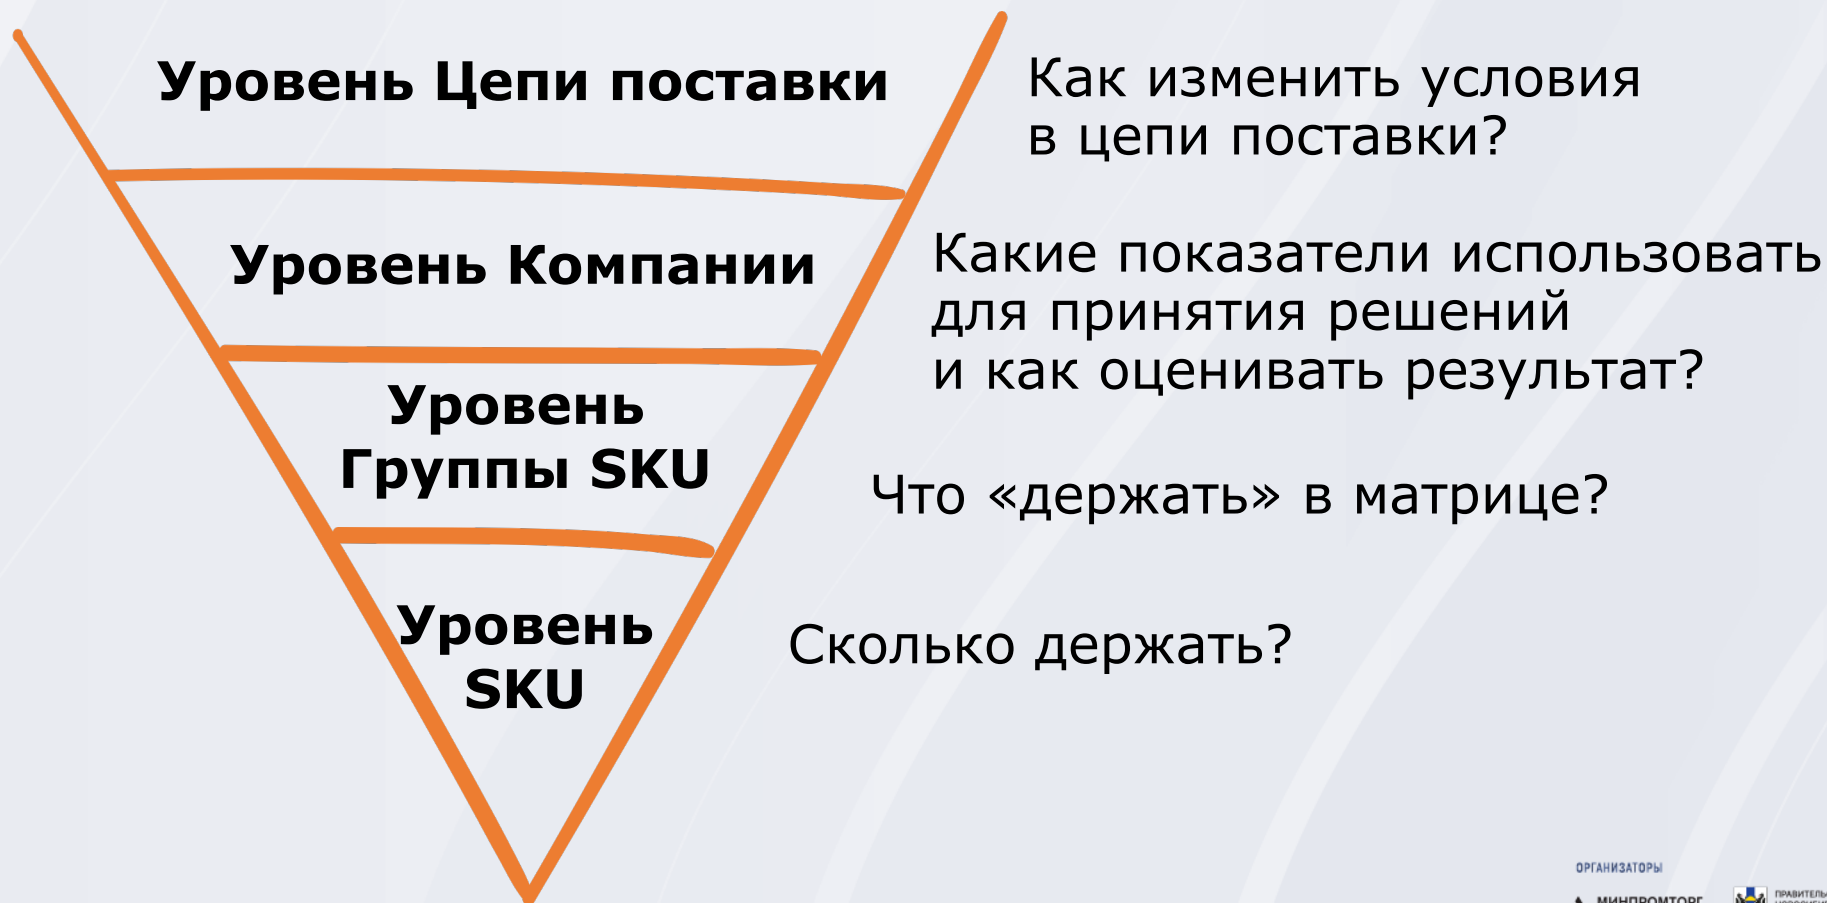 Уровень Цепи поставки
Как изменить условия
в цепи поставки?
Уровень Компании
Какие показатели использовать
для принятия решений
и как оценивать результат?
Уровень
Группы SKU
Что «держать» в матрице?
Уровень
SKU
Сколько держать?
ОРГАНИЗАТОРЫ
МИНПРОМТОРГ